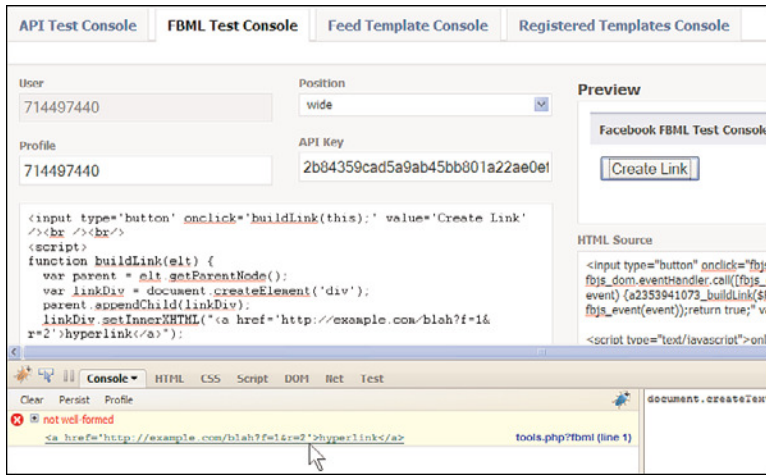 API Test Console FBML Test Console Feed Template Console Registered Templates Console
User
714497440
Position
wide
Profile
714497440
API Key
2b84359cad5a9ab45bb801a22ae0ef
<input type='button' onclick='buildLink(this);' value='Create Link'
/><br /><br/>
<script>
function buildLink(elt) {
var parent = elt.getParentNode();
var linkDiv = document.createElement('div');
parent.appendChild(linkDiv);
linkDiv.setInnerXHTML("<a href='http://example.com/blah?f=1&
r=2'>hyperlink</a>");
Preview
Facebook FBML Test Console
Create Link
HTML Source
<input type="button" onclick="fbjs
fbjs_dom.eventHandler.call([fbjs_
event) {a2353941073_buildLink($
fbjs_event(event));return true;" va
<script type="text/javascript">onl
Console HTML CSS Script DOM Net Test
Clear Persist Profile
not well-formed
<a href='http://example.com/blah?f=1&r=2'>hyperlink</a> tools.php?fbml (line 1)
document.createTex